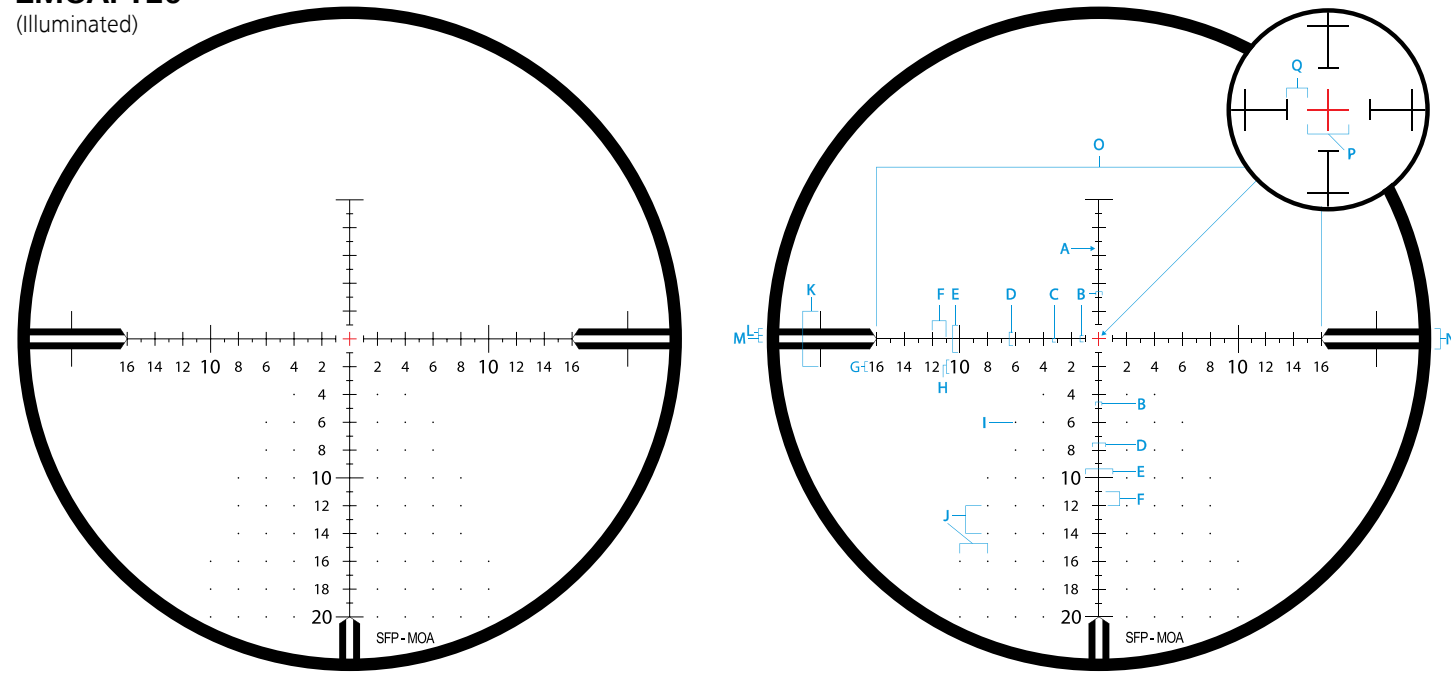 (Illuminated)
16 14 12 10 8 6 4 2 2 4 6 8 10 12 14 16
4
6
8
10
12
14
16
18
20
SFP - MOA
Q
P
O
A
K F E D C B
L
M
N
G 16 14 12 10 8 6 4 2 2 4 6 8 10 12 14 16
H
4 B
I 6
8 D
10 E
12 F
J
14
16
18
20
SFP - MOA